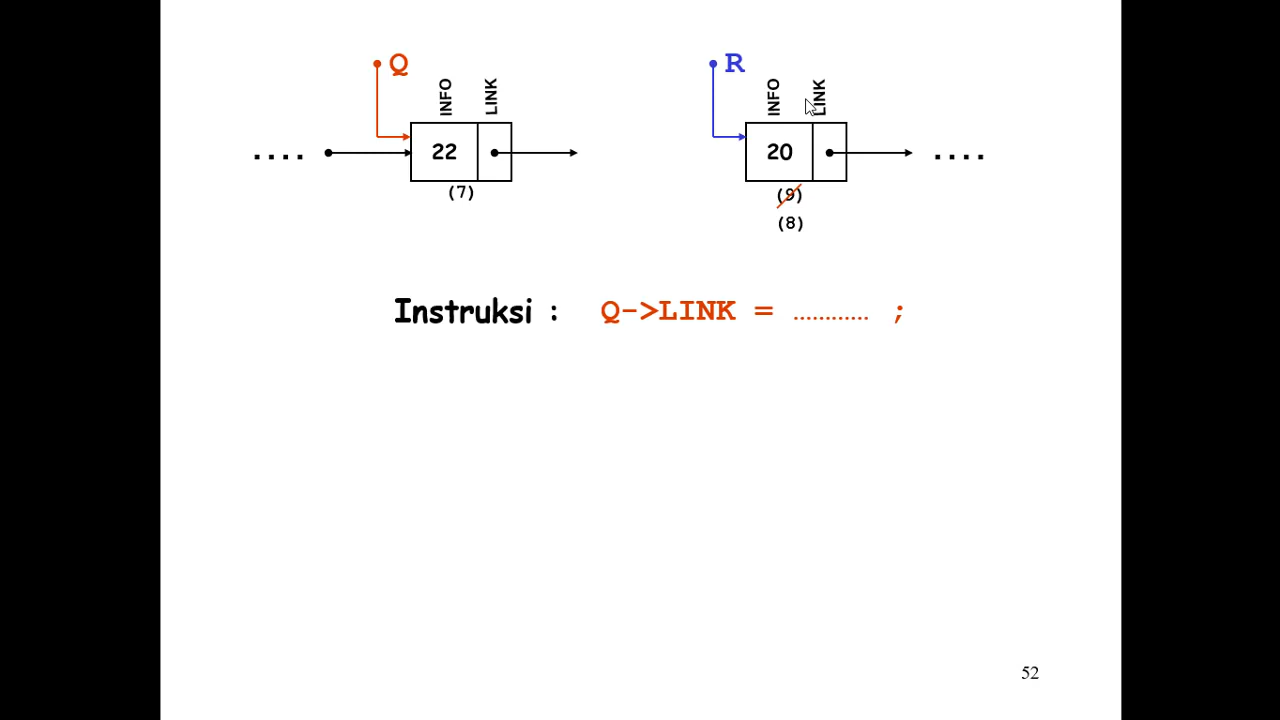 Q
R
INFO LINK
INFO LINK
.... 22
20 ....
(7)
(9)
(8)
Instruksi : Q->LINK = ............ ;
52